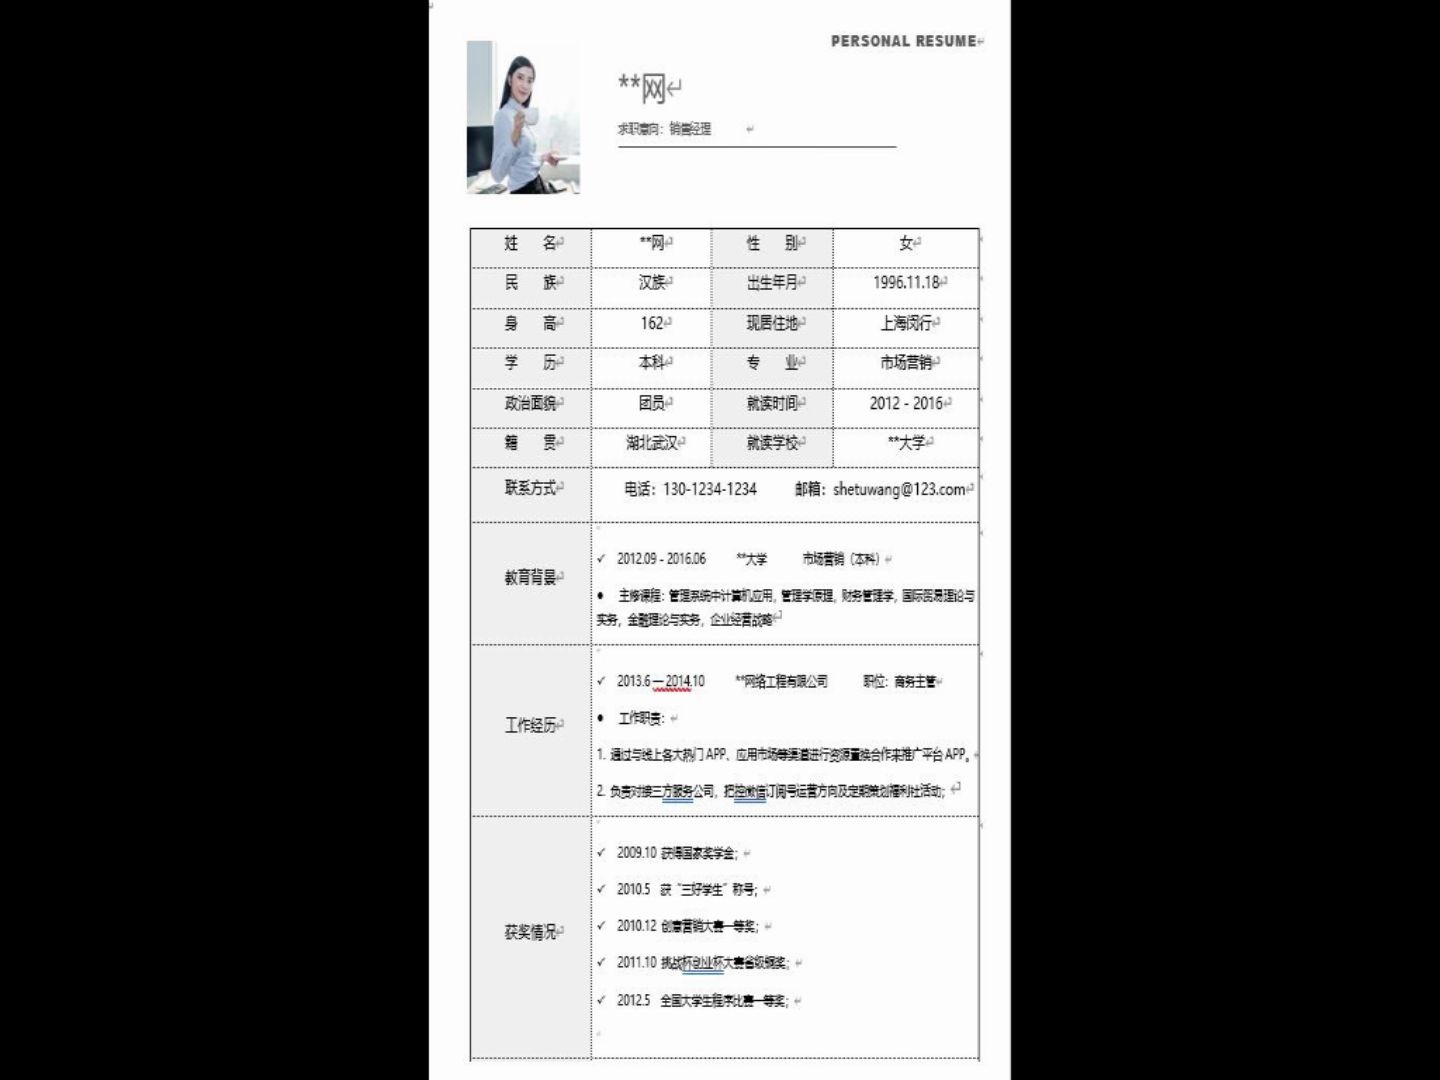 PERSONAL RESUME
**网
求职意向：销售经理
姓 名 **网 性 别 女
民 族 汉族 出生年月 1996.11.18
身 高 162 现居住地 上海闵行
学 历 本科 专 业 市场营销
政治面貌 团员 就读时间 2012 - 2016
籍 贯 湖北武汉 就读学校 **大学
联系方式 电话：130-1234-1234 邮箱：shetuwang@123.com
教育背景
✓ 2012.09 - 2016.06 **大学 市场营销（本科）
● 主修课程：管理系统中计算机应用，管理学原理，财务管理学，国际贸易理论与
实务，金融理论与实务，企业经营战略
工作经历
✓ 2013.6 — 2014.10 **网络工程有限公司 职位：商务主管
● 工作职责：
1. 通过与线上各大热门 APP、应用市场等渠道进行资源置换合作来推广平台 APP。
2. 负责对接三方服务公司，把控微信订阅号运营方向及定期策划福利社活动；
获奖情况
✓ 2009.10 获得国家奖学金；
✓ 2010.5 获“三好学生”称号；
✓ 2010.12 创意营销大赛一等奖；
✓ 2011.10 挑战杯创业杯大赛省级铜奖；
✓ 2012.5 全国大学生程序比赛一等奖；